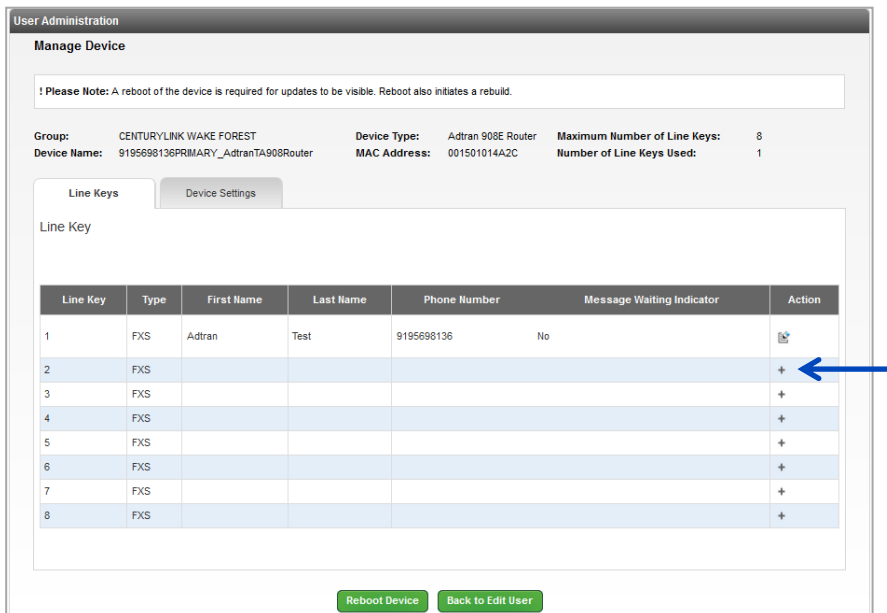 User Administration
Manage Device
! Please Note: A reboot of the device is required for updates to be visible. Reboot also initiates a rebuild.
Group: CENTURYLINK WAKE FOREST Device Type: Adtran 908E Router Maximum Number of Line Keys: 8
Device Name: 9195698136PRIMARY_AdtranTA908Router MAC Address: 001501014A2C Number of Line Keys Used: 1
Line Keys Device Settings
Line Key
Line Key Type First Name Last Name Phone Number Message Waiting Indicator Action
1 FXS Adtran Test 9195698136 No
2 FXS +
3 FXS +
4 FXS +
5 FXS +
6 FXS +
7 FXS +
8 FXS +
Reboot Device Back to Edit User